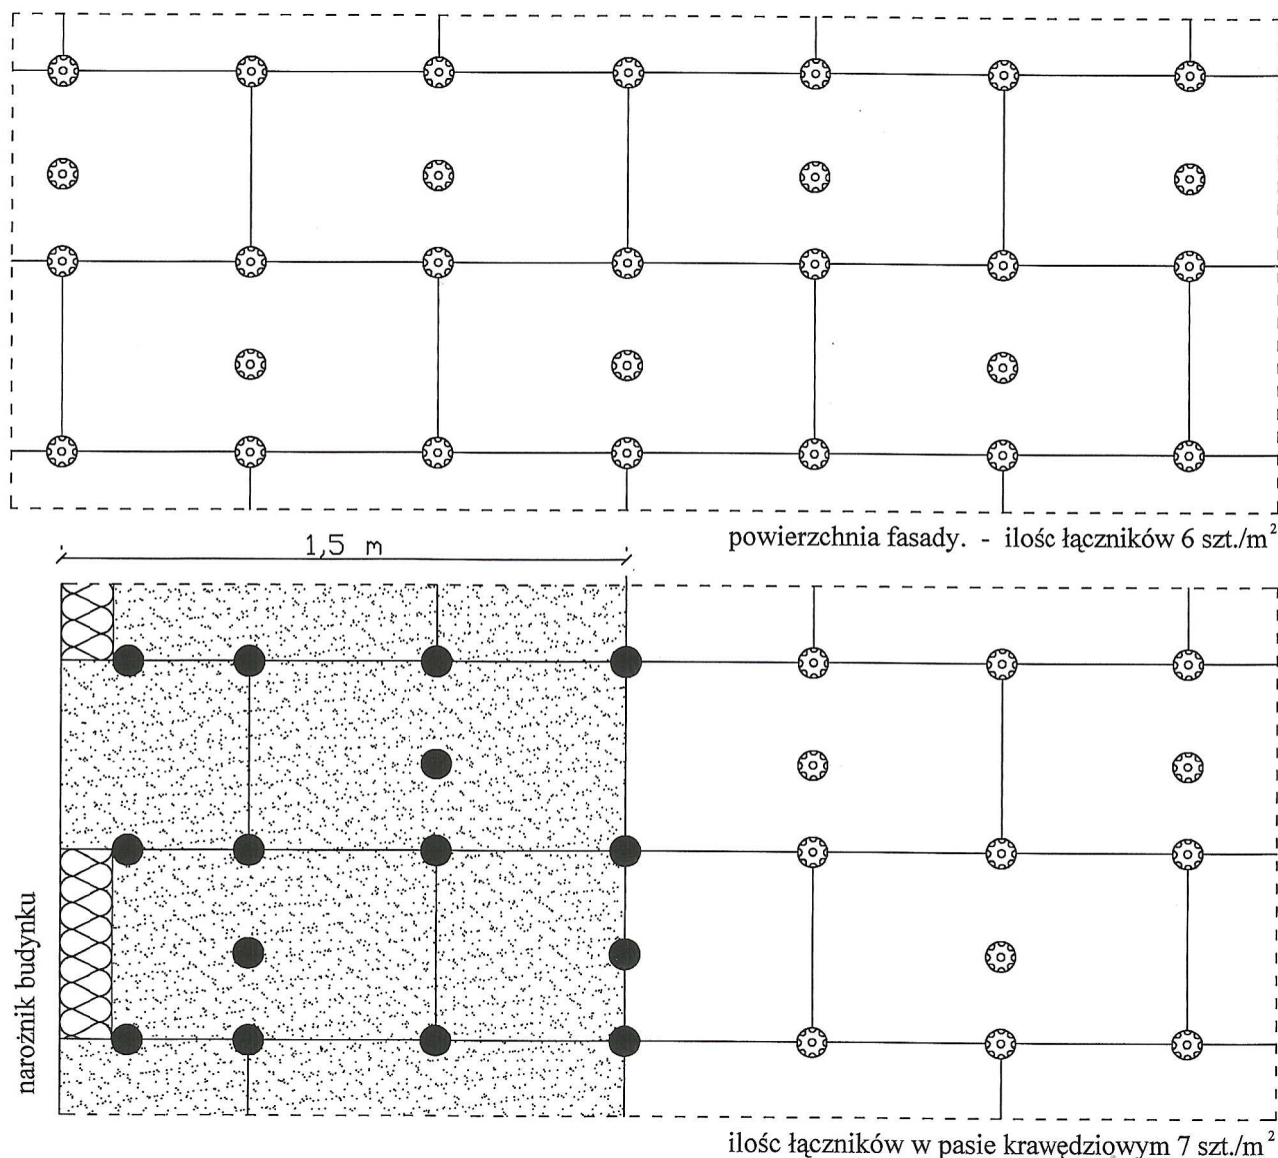 powierzchnia fasady. - ilośc łączników 6 szt./m²
1,5 m
narożnik budynku
ilośc łączników w pasie krawędziowym 7 szt./m²